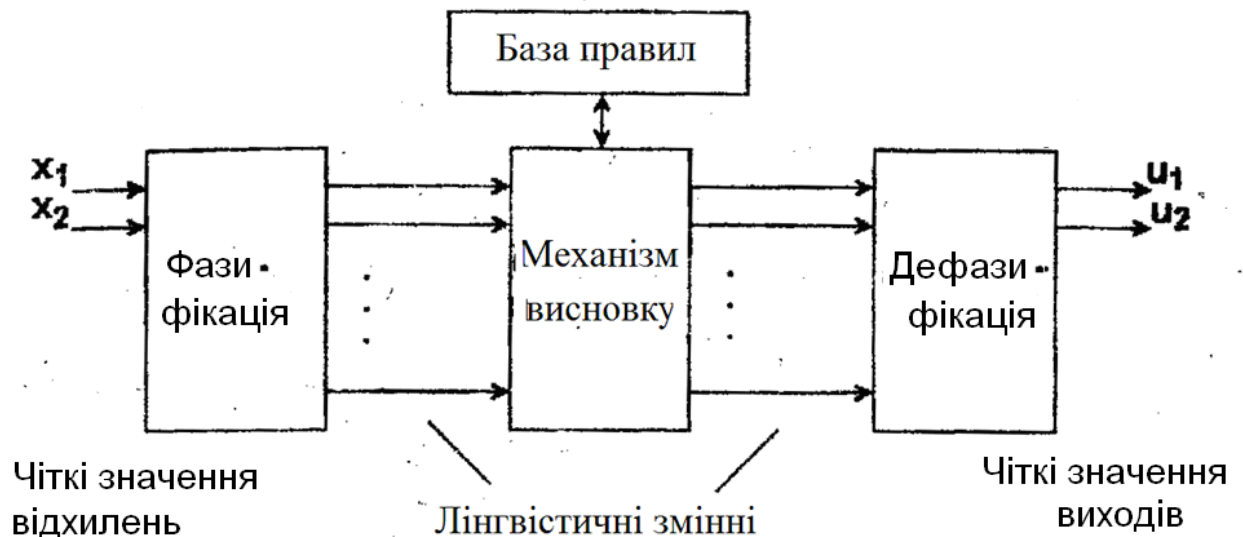 База правил
x₁
x₂
u₁
u₂
Фази-
фікація
Механізм
висновку
Дефази-
фікація
Чіткі значення
відхилень
Лінгвістичні змінні
Чіткі значення
виходів